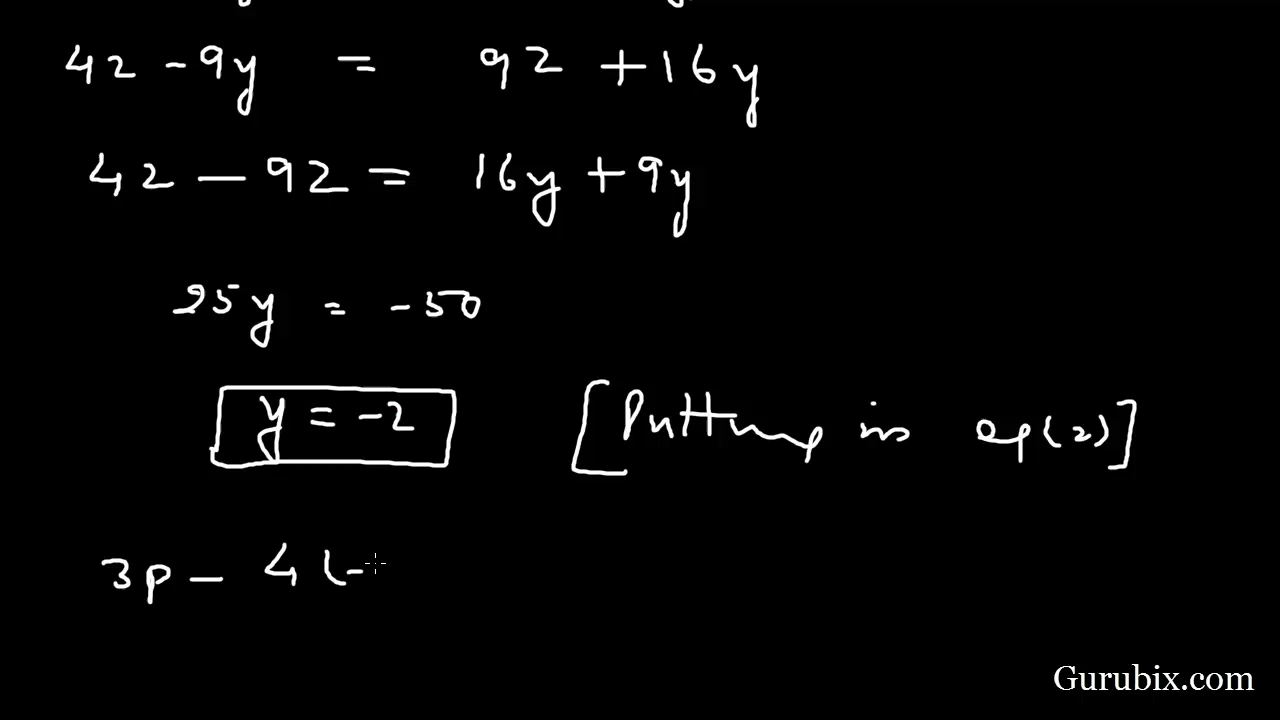 42 - 9y = 92 + 16y
42 - 92 = 16y + 9y
25y = -50
y = -2 [Putting in eq(2)]
3p - 4(-
Gurubix.com